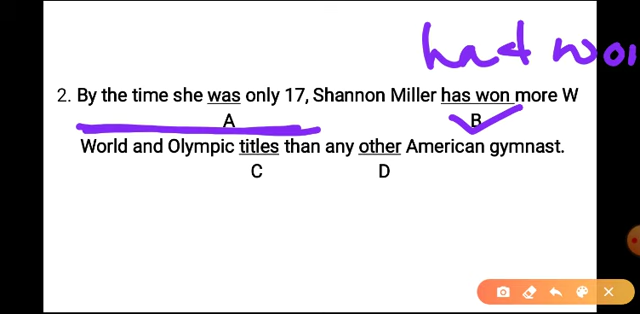 had won
2. By the time she was only 17, Shannon Miller has won more W
A B
World and Olympic titles than any other American gymnast.
C D